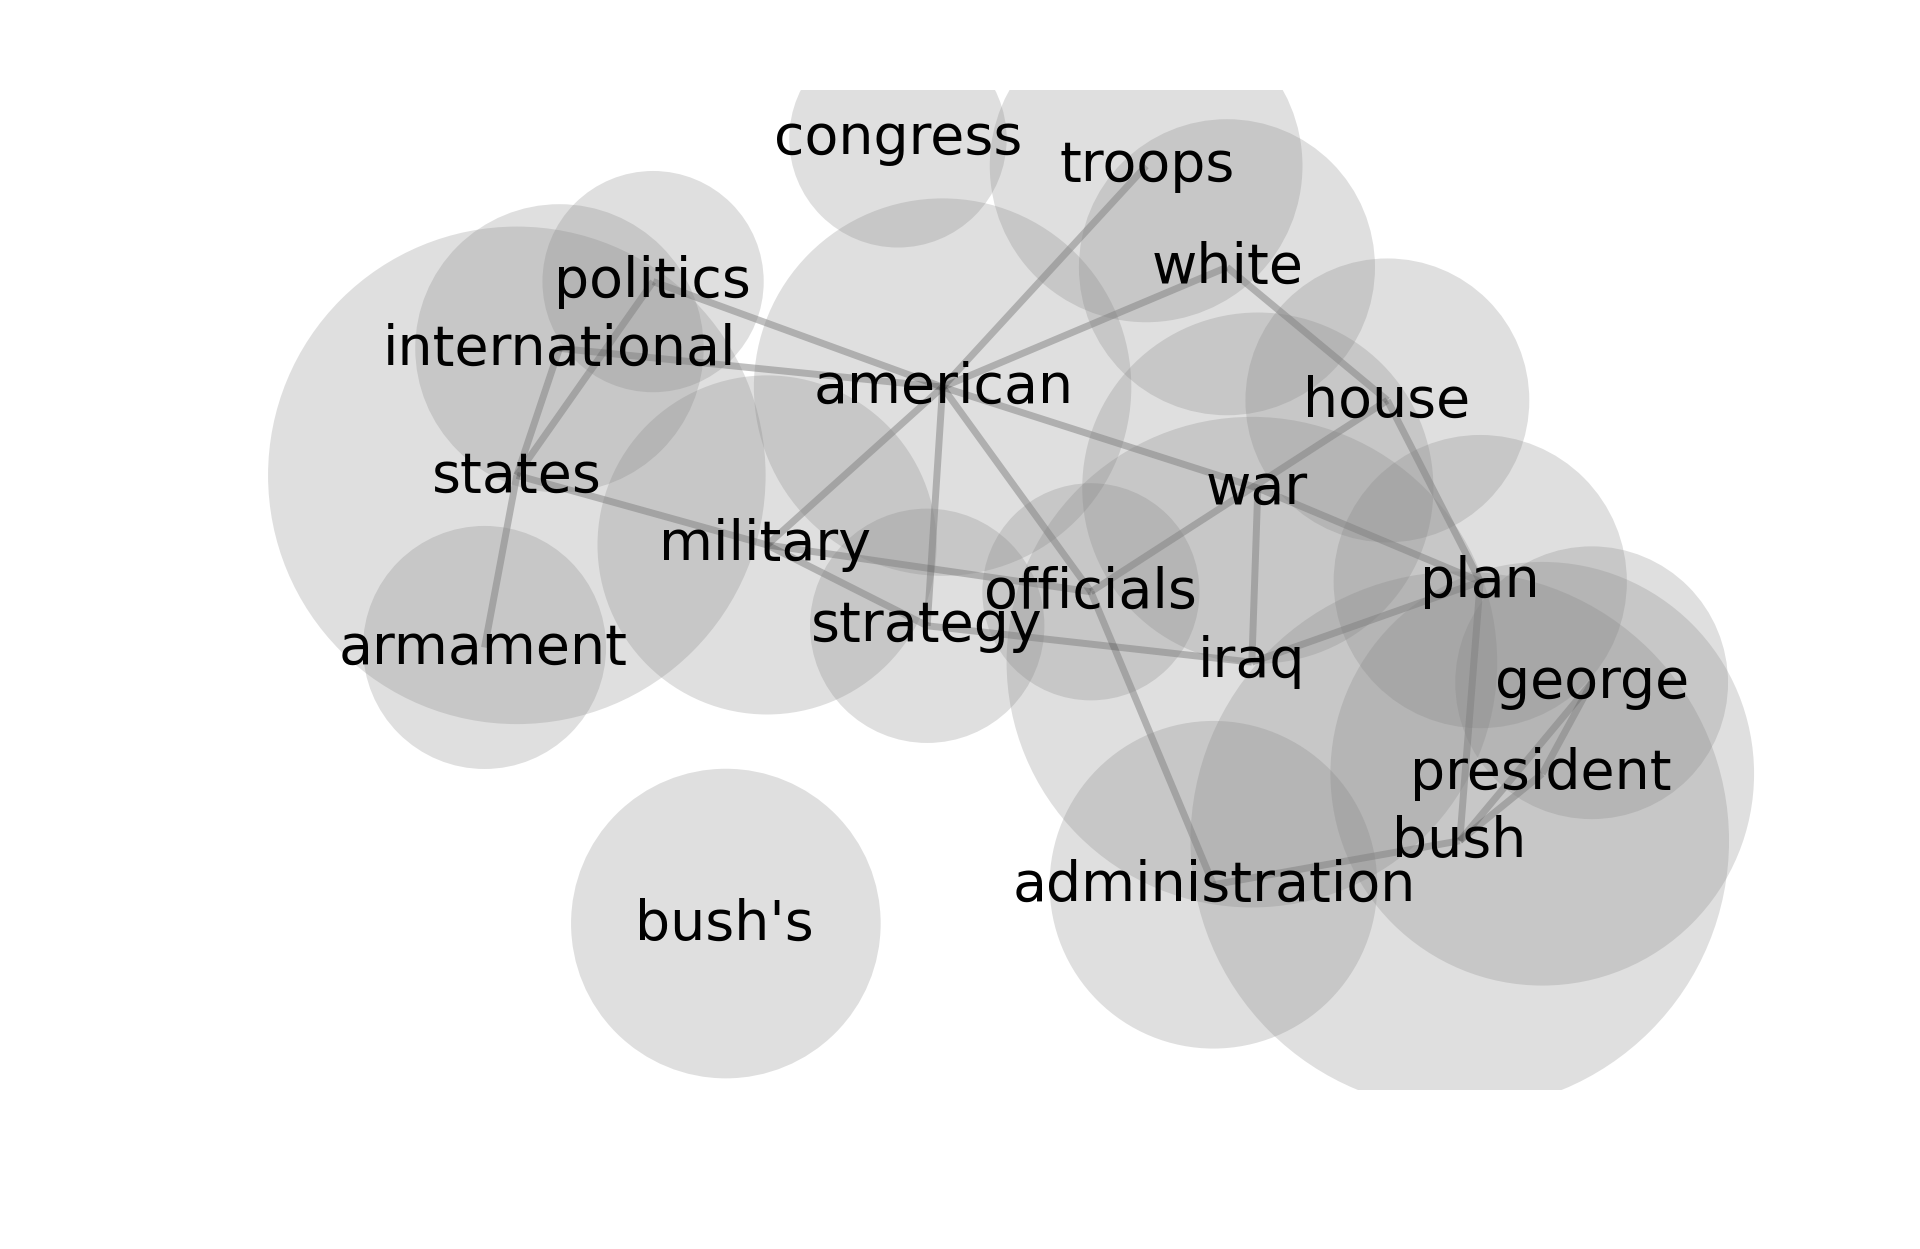 congress
troops
white
politics
international
american
house
states
war
military
plan
officials
strategy
armament
iraq
george
president
bush
administration
bush's